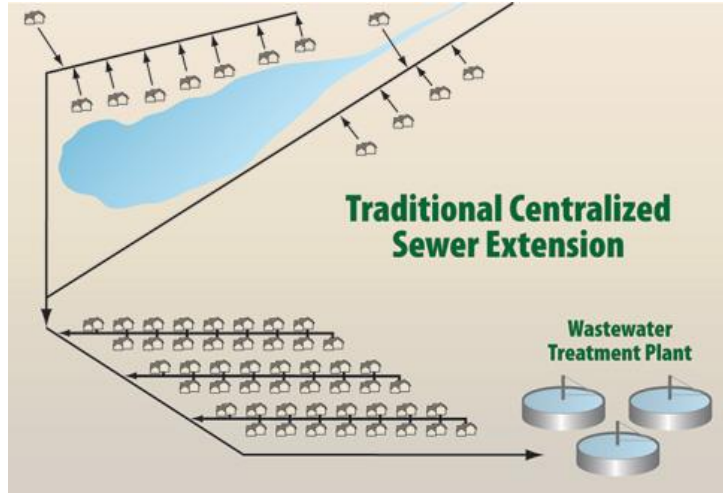 Traditional Centralized
Sewer Extension
Wastewater
Treatment Plant